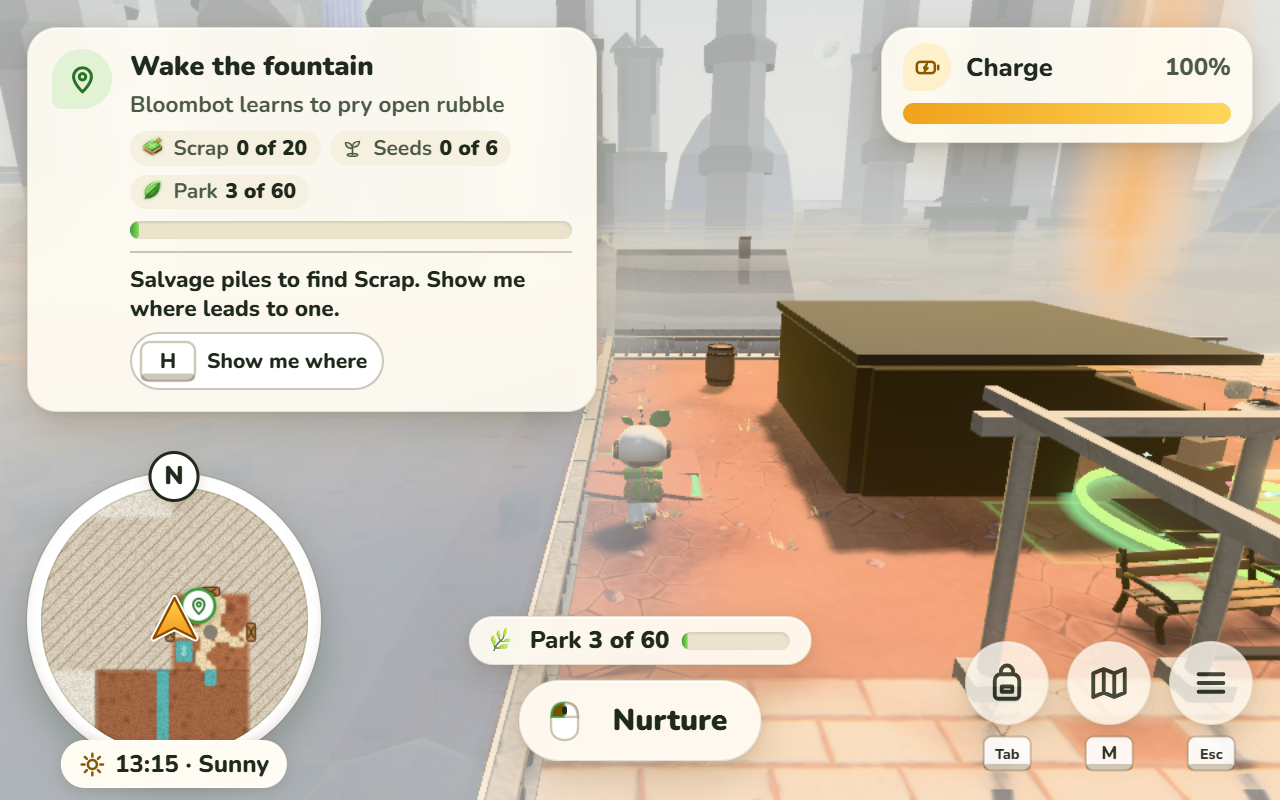 Wake the fountain
Bloombot learns to pry open rubble
Scrap 0 of 20
Seeds 0 of 6
Park 3 of 60
Salvage piles to find Scrap. Show me
where leads to one.
H
Show me where
Charge
100%
N
13:15 · Sunny
Park 3 of 60
Nurture
Tab
M
Esc